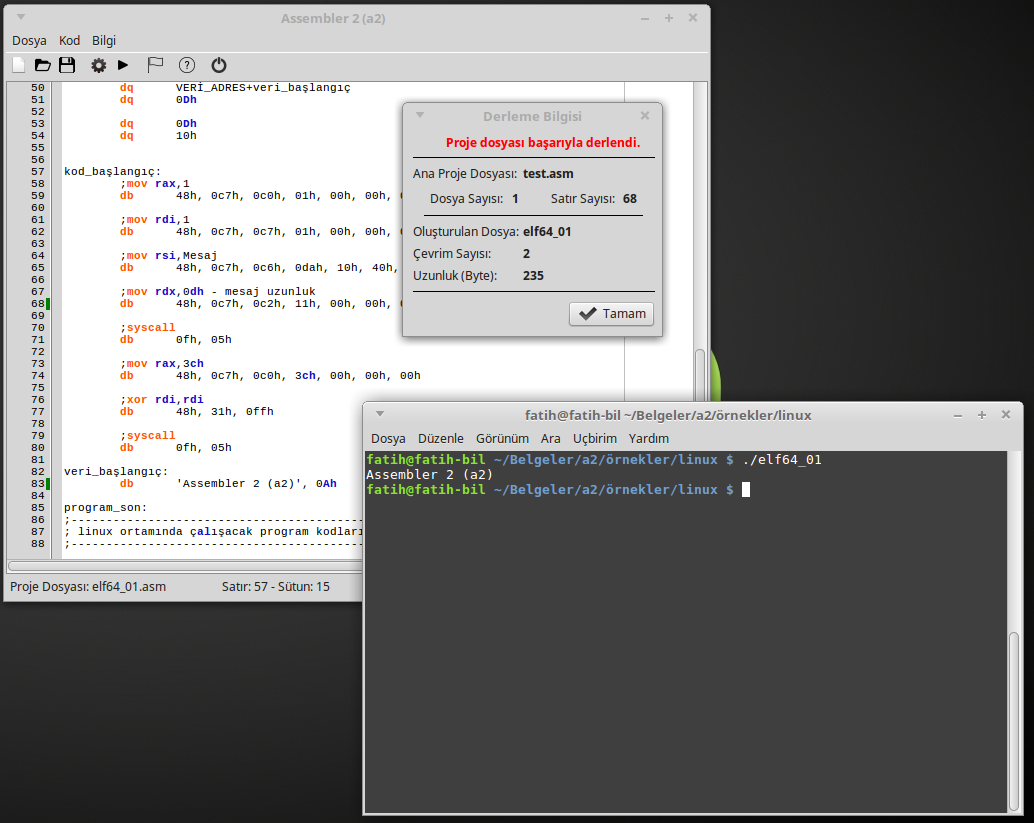 Assembler 2 (a2)
Dosya Kod Bilgi
50 dq VERİ_ADRES+veri_başlangıç
51 dq 0Dh
52
53 dq 0Dh
54 dq 10h
55
56
57 kod_başlangıç:
58 ;mov rax,1
59 db 48h, 0c7h, 0c0h, 01h, 00h, 00h,
60
61 ;mov rdi,1
62 db 48h, 0c7h, 0c7h, 01h, 00h, 00h,
63
64 ;mov rsi,Mesaj
65 db 48h, 0c7h, 0c6h, 0dah, 10h, 40h,
66
67 ;mov rdx,0dh - mesaj uzunluk
68 db 48h, 0c7h, 0c2h, 11h, 00h, 00h,
69
70 ;syscall
71 db 0fh, 05h
72
73 ;mov rax,3ch
74 db 48h, 0c7h, 0c0h, 3ch, 00h, 00h, 00h
75
76 ;xor rdi,rdi
77 db 48h, 31h, 0ffh
78
79 ;syscall
80 db 0fh, 05h
81
82 veri_başlangıç:
83 db 'Assembler 2 (a2)', 0Ah
84
85 program_son:
86 ;------------------------------------------
87 ; linux ortamında çalışacak program kodları
88 ;------------------------------------------
Proje Dosyası: elf64_01.asm Satır: 57 - Sütun: 15
Derleme Bilgisi
Proje dosyası başarıyla derlendi.
Ana Proje Dosyası: test.asm
Dosya Sayısı: 1 Satır Sayısı: 68
Oluşturulan Dosya: elf64_01
Çevrim Sayısı: 2
Uzunluk (Byte): 235
Tamam
fatih@fatih-bil ~/Belgeler/a2/örnekler/linux
Dosya Düzenle Görünüm Ara Uçbirim Yardım
fatih@fatih-bil ~/Belgeler/a2/örnekler/linux $ ./elf64_01
Assembler 2 (a2)
fatih@fatih-bil ~/Belgeler/a2/örnekler/linux $